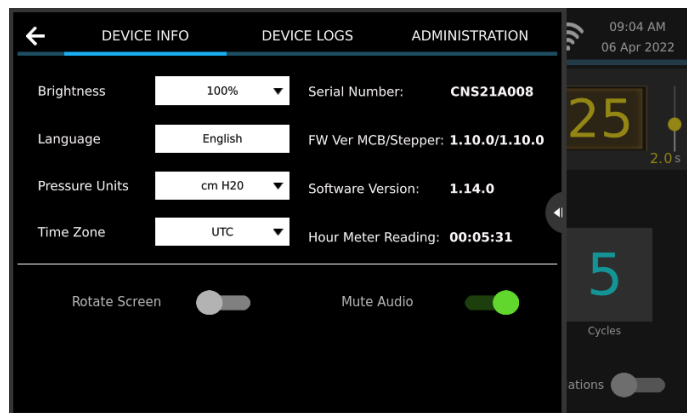 DEVICE INFO DEVICE LOGS ADMINISTRATION
09:04 AM
06 Apr 2022
Brightness 100% Serial Number: CNS21A008
25
Language English FW Ver MCB/Stepper: 1.10.0/1.10.0
2.0 s
Pressure Units cm H20 Software Version: 1.14.0
Time Zone UTC Hour Meter Reading: 00:05:31
5
Rotate Screen Mute Audio
Cycles
ations